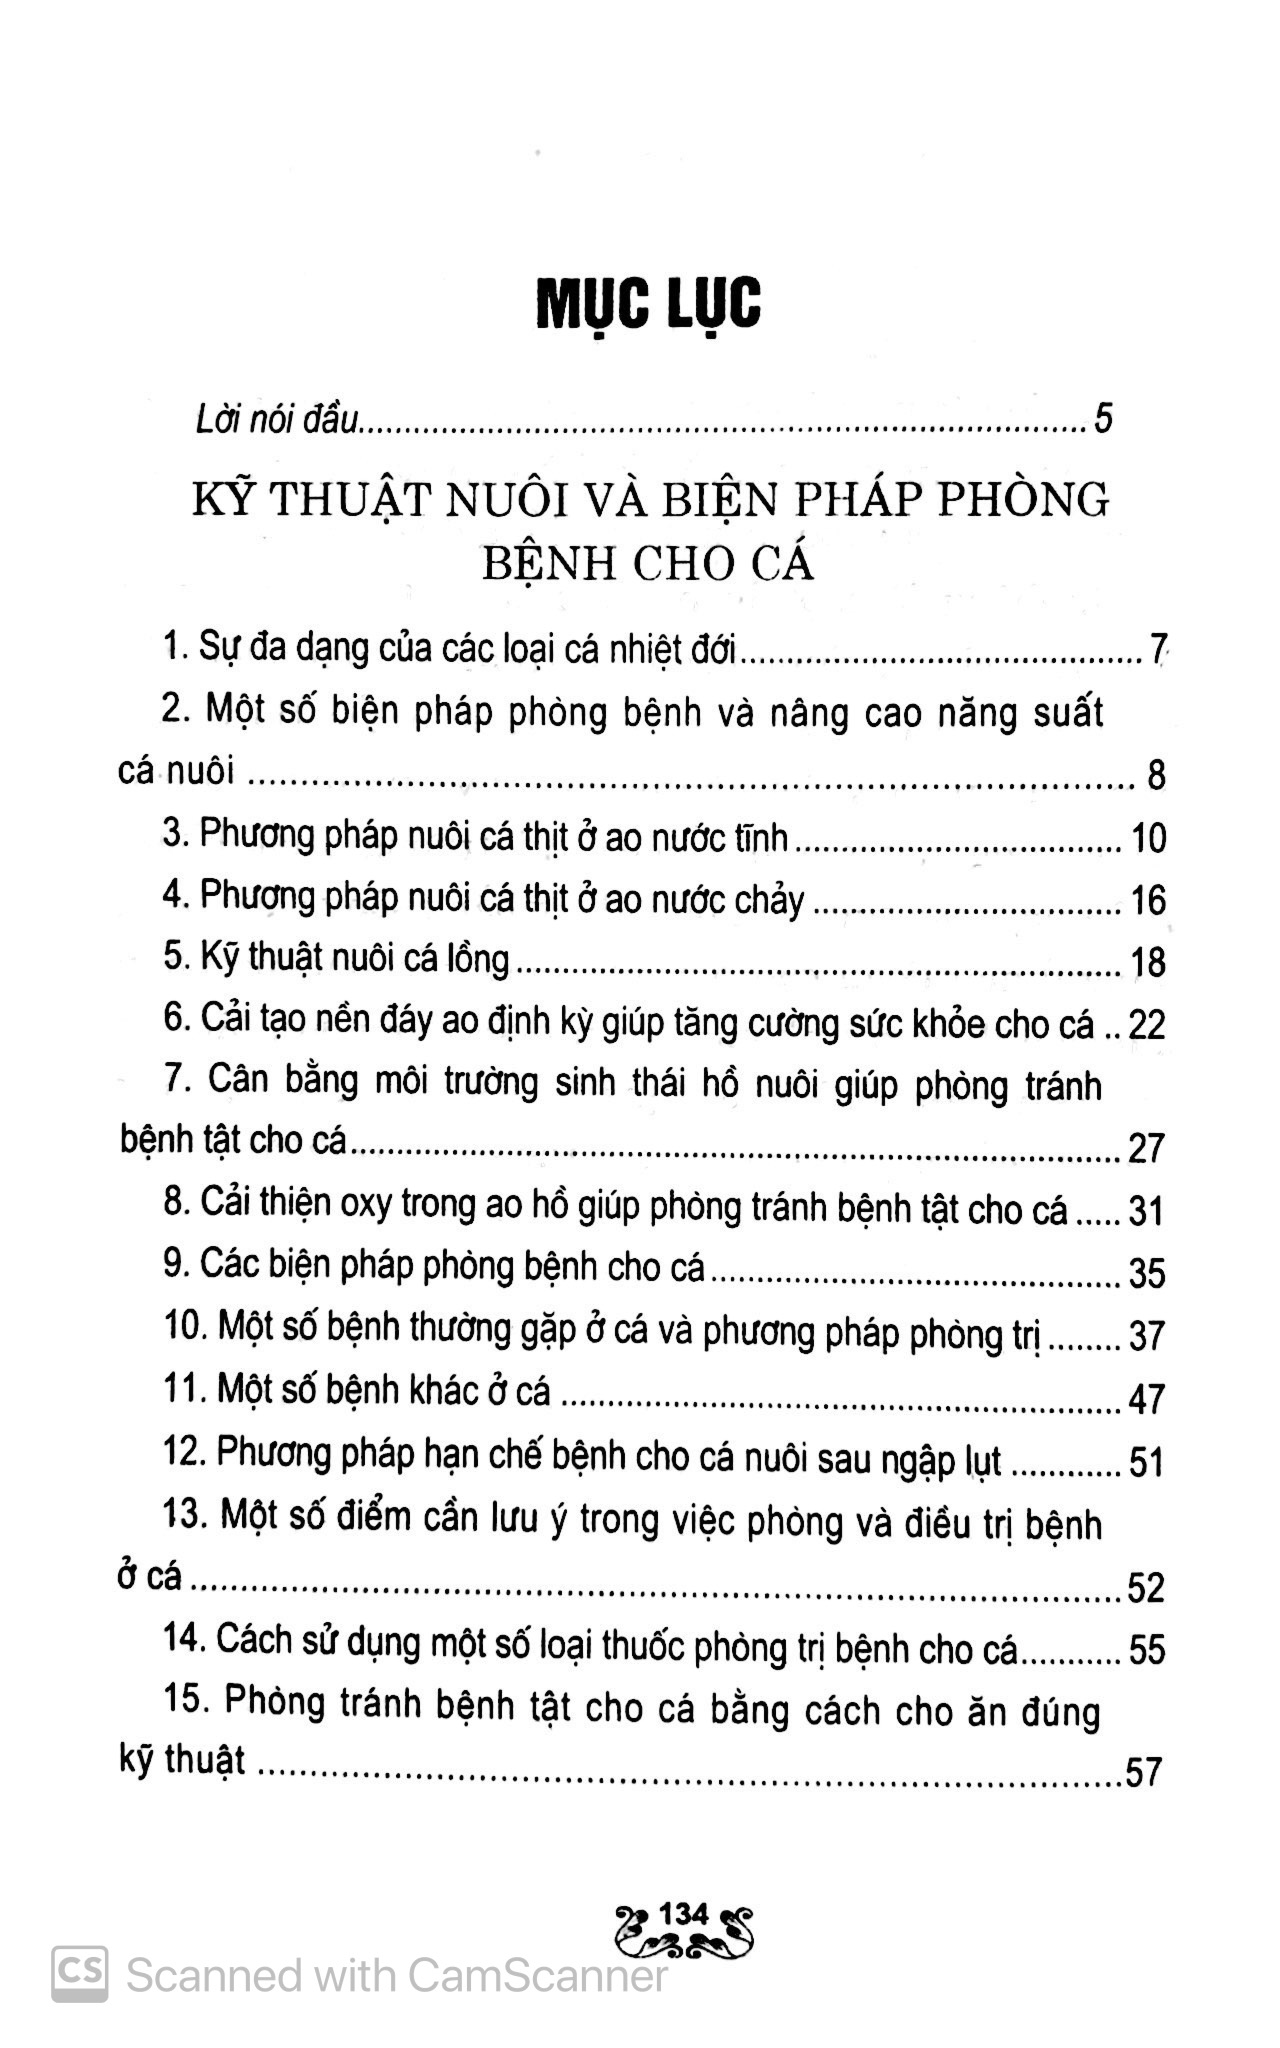 MỤC LỤC
Lời nói đầu................................................................................5
KỸ THUẬT NUÔI VÀ BIỆN PHÁP PHÒNG
BỆNH CHO CÁ
1. Sự đa dạng của các loại cá nhiệt đới............................................7
2. Một số biện pháp phòng bệnh và nâng cao năng suất
cá nuôi ................................................................................ 8
3. Phương pháp nuôi cá thịt ở ao nước tĩnh................................... 10
4. Phương pháp nuôi cá thịt ở ao nước chảy ................................. 16
5. Kỹ thuật nuôi cá lồng................................................................ 18
6. Cải tạo nền đáy ao định kỳ giúp tăng cường sức khỏe cho cá .. 22
7. Cân bằng môi trường sinh thái hồ nuôi giúp phòng tránh
bệnh tật cho cá................................................................................ 27
8. Cải thiện oxy trong ao hồ giúp phòng tránh bệnh tật cho cá ..... 31
9. Các biện pháp phòng bệnh cho cá............................................ 35
10. Một số bệnh thường gặp ở cá và phương pháp phòng trị ........ 37
11. Một số bệnh khác ở cá ............................................................ 47
12. Phương pháp hạn chế bệnh cho cá nuôi sau ngập lụt ............ 51
13. Một số điểm cần lưu ý trong việc phòng và điều trị bệnh
ở cá ................................................................................ 52
14. Cách sử dụng một số loại thuốc phòng trị bệnh cho cá........... 55
15. Phòng tránh bệnh tật cho cá bằng cách cho ăn đúng
kỹ thuật ................................................................................57
134
CS Scanned with CamScanner